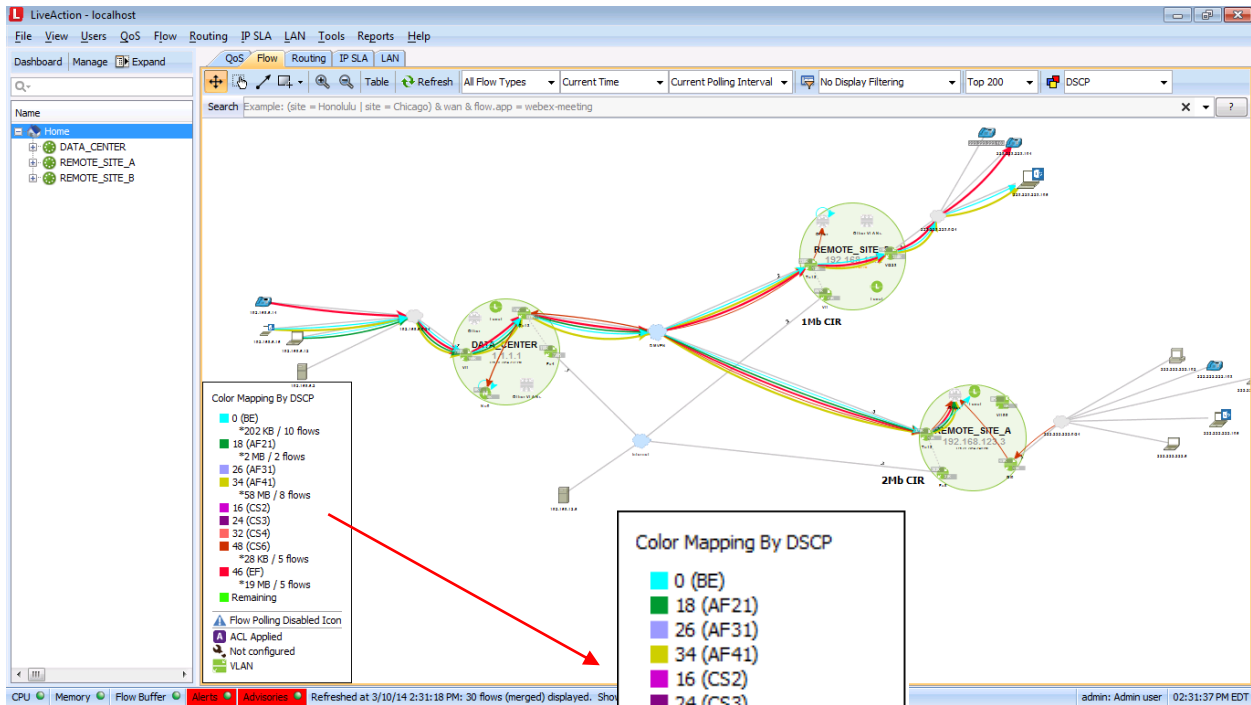 LiveAction - localhost
File View Users QoS Flow Routing IP SLA LAN Tools Reports Help
Dashboard Manage Expand
QoS Flow Routing IP SLA LAN
Table Refresh All Flow Types Current Time Current Polling Interval No Display Filtering Top 200 DSCP
Search Example: (site = Honolulu | site = Chicago) & wan & flow.app = webex-meeting
?
Name
Home
DATA_CENTER
REMOTE_SITE_A
REMOTE_SITE_B
REMOTE_SITE_
1Mb CIR
DATA_CENTER
1.1.1.1
REMOTE_SITE_A
192.168.123.3
2Mb CIR
Color Mapping By DSCP
0 (BE)
*202 KB / 10 flows
18 (AF21)
*2 MB / 2 flows
26 (AF31)
34 (AF41)
*58 MB / 8 flows
16 (CS2)
24 (CS3)
32 (CS4)
48 (CS6)
*28 KB / 5 flows
46 (EF)
*19 MB / 5 flows
Remaining
Flow Polling Disabled Icon
A ACL Applied
Not configured
VLAN
Color Mapping By DSCP
0 (BE)
18 (AF21)
26 (AF31)
34 (AF41)
16 (CS2)
24 (CS3)
CPU Memory Flow Buffer Alerts Advisories Refreshed at 3/10/14 2:31:18 PM: 30 flows (merged) displayed. admin: Admin user 02:31:37 PM EDT